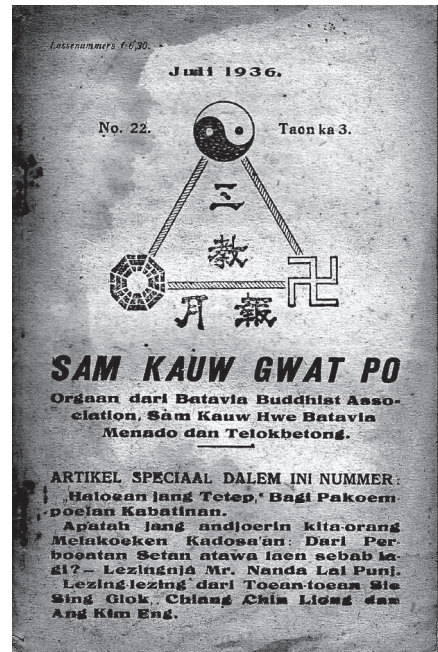 Lossenummers f 0,30.
Juli 1936.
No. 22. Taon ka 3.
三
教
月 報
SAM KAUW GWAT PO
Orgaan dari Batavia Buddhist Asso-
ciation, Sam Kauw Hwe Batavia
Menado dan Telokbetong.
ARTIKEL SPECIAAL DALEM INI NUMMER:
„Haloean jang Tetep,“ Bagi Pakoem-
poelan Kabatinan.
Apatah jang andjoerin kita-orang
Melakoeken Kadosa'an: Dari Per-
boeatan Setan atawa laen sebab la-
gi? — Lezingnja Mr. Nanda Lal Punj.
Lezing-lezing dari Toean-toean Sie
Sing Giok, Chiang Chin Liong dan
Ang Kim Eng.